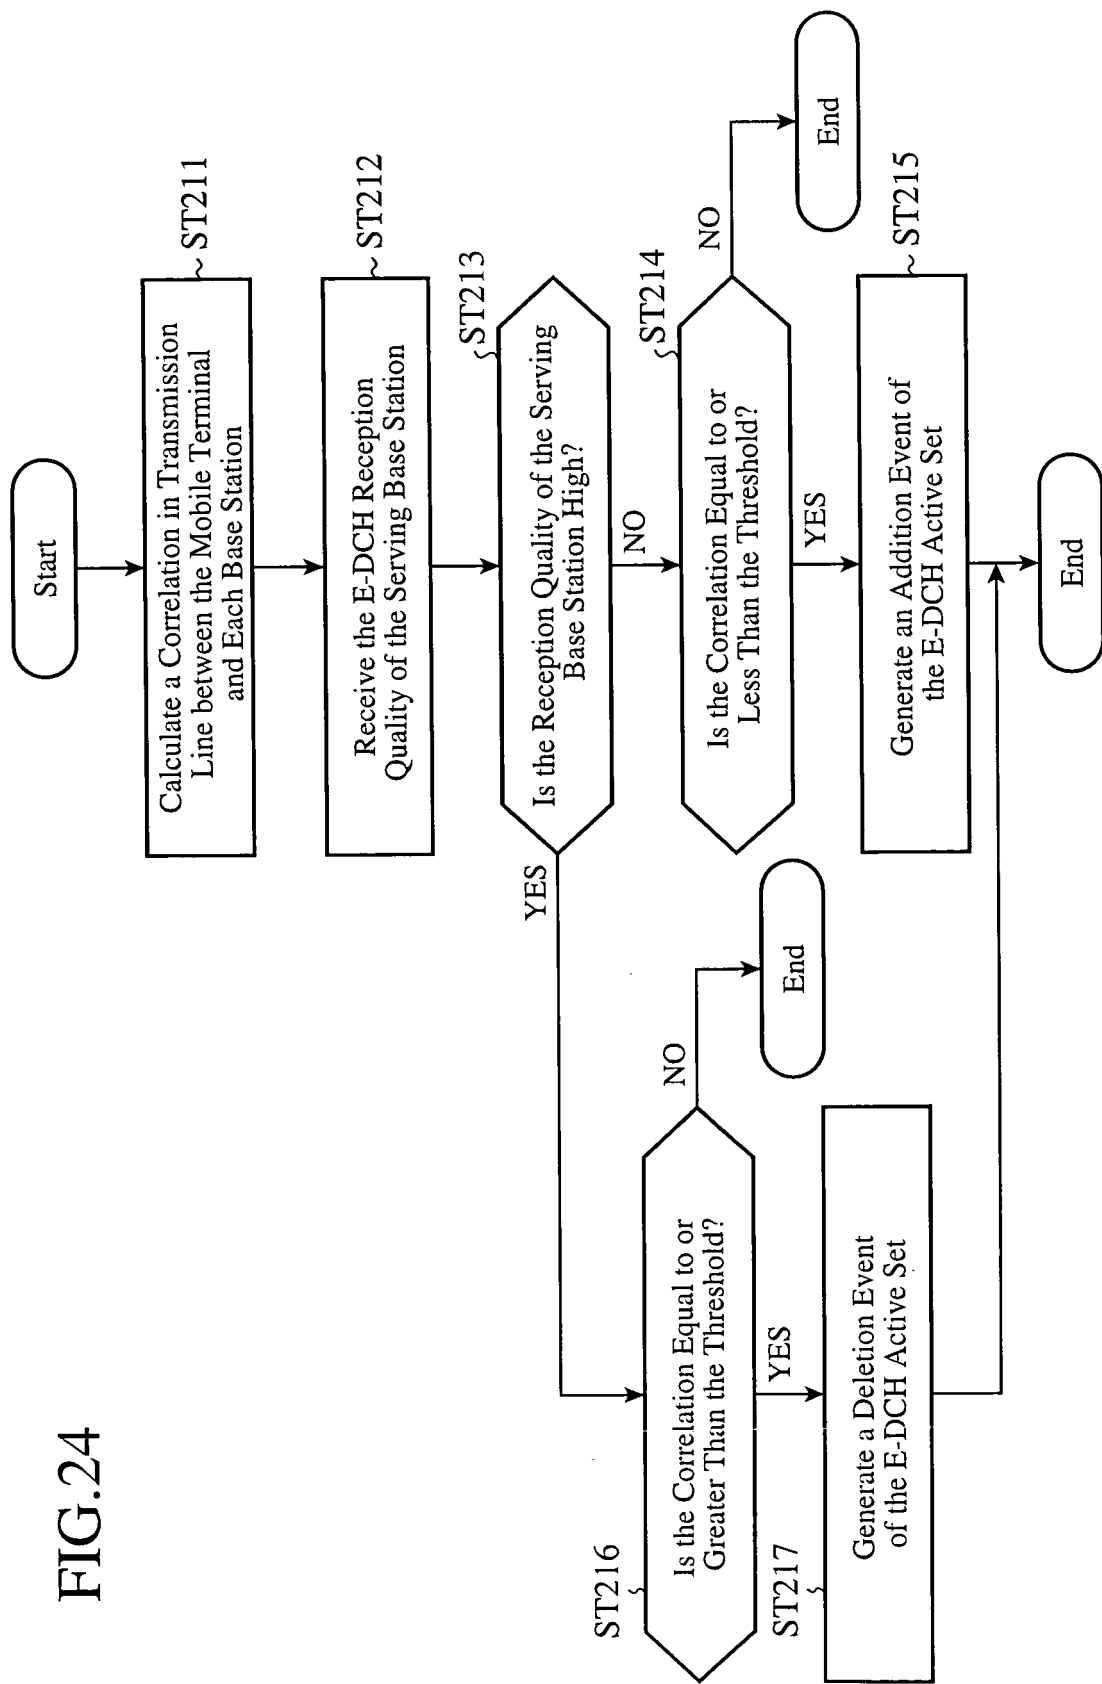 FIG.24
Start
Calculate a Correlation in Transmission
Line between the Mobile Terminal
and Each Base Station
ST211
Receive the E-DCH Reception
Quality of the Serving Base Station
ST212
ST213
Is the Reception Quality of the Serving
Base Station High?
YES
NO
ST214
Is the Correlation Equal to or
Less Than the Threshold?
NO
End
YES
ST215
Generate an Addition Event of
the E-DCH Active Set
ST216
Is the Correlation Equal to or
Greater Than the Threshold?
NO
End
YES
ST217
Generate a Deletion Event
of the E-DCH Active Set
End